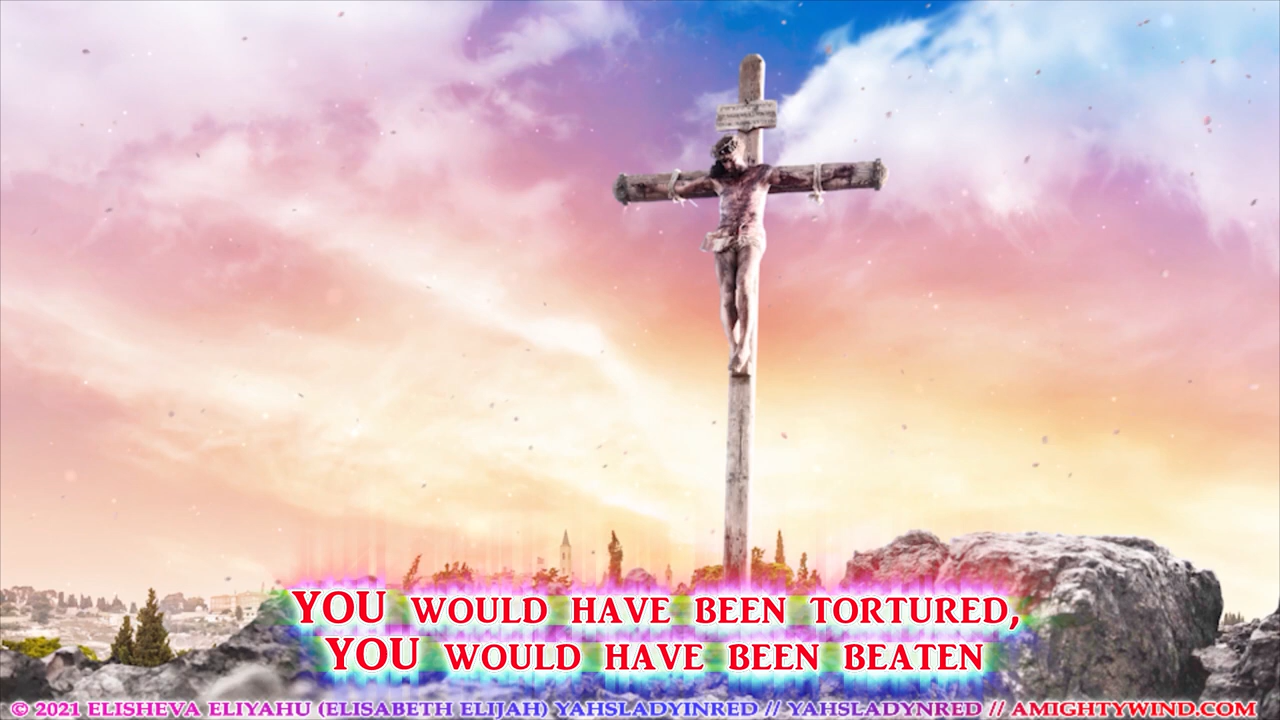 YOU WOULD HAVE BEEN TORTURED,
YOU WOULD HAVE BEEN BEATEN
© 2021 ELISHEVA ELIYAHU (ELISABETH ELIJAH) YAHSLADYINRED // YAHSLADYNRED // AMIGHTYWIND.COM